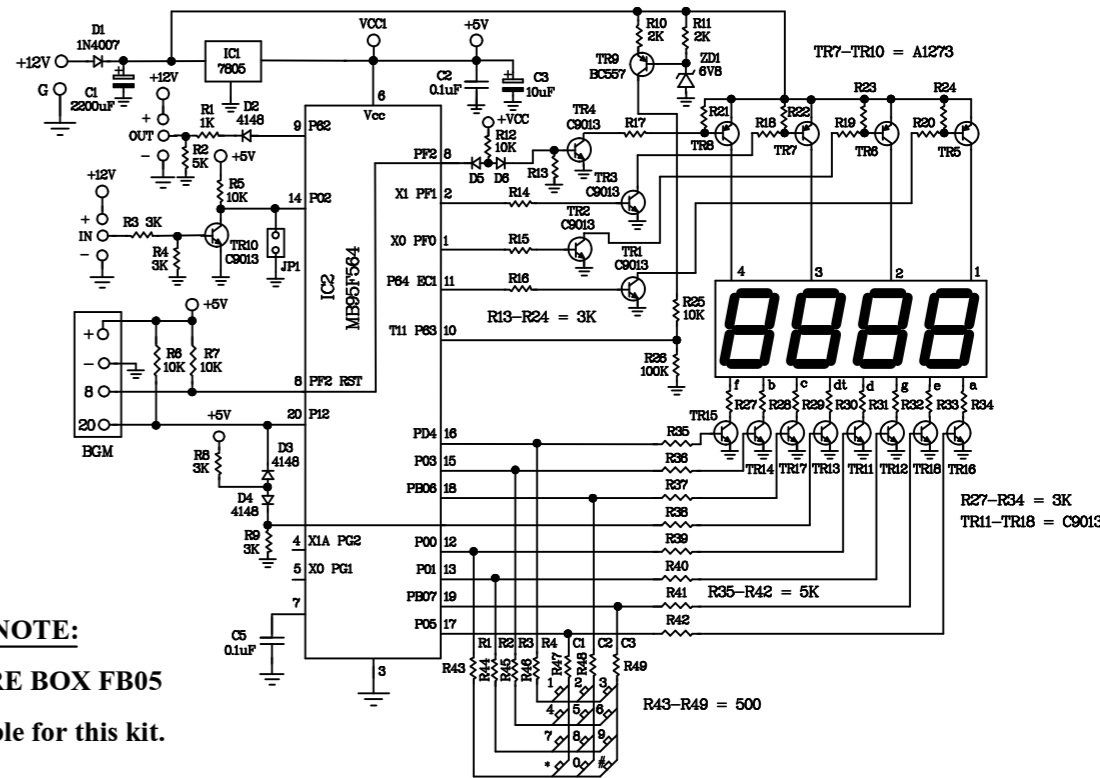 D1
1N4007
+12V
G
C1
2200uF
+12V
IC1
7805
VCC1
+5V
C2
0.1uF
C3
10uF
R10
2K
R11
2K
TR9
BC557
ZD1
6V8
TR7-TR10 = A1273
+
OUT
-
R1
1K
D2
4148
R2
5K
9
P62
6
Vcc
+VCC
R12
10K
TR4
C9013
R17
R21
R18
R22
R19
R23
R20
R24
TR8
TR7
TR6
TR5
PF2
8
D5
D6
R13
+5V
R5
10K
14
P02
+12V
+
IN
-
R3 3K
R4
3K
TR10
C9013
JP1
X1 PF1
2
R14
TR3
C9013
X0 PF0
1
R15
TR2
C9013
P64 EC1
11
R16
TR1
C9013
IC2
MB95F564
R13-R24 = 3K
T11 P63
10
R25
10K
R26
100K
4
3
2
1
8888
f
b
c
dt
d
g
e
a
R27
R28
R29
R30
R31
R32
R33
R34
TR15
TR14
TR17
TR13
TR11
TR12
TR18
TR16
+5V
+
-
8
20
BGM
R6
10K
R7
10K
8
PF2 RST
20
P12
+5V
R8
3K
D3
4148
D4
4148
R9
3K
PD4
16
R35
P03
15
R36
PB06
18
R37
R38
P00
12
R39
P01
13
R40
PB07
19
R41
P05
17
R42
R27-R34 = 3K
TR11-TR18 = C9013
R35-R42 = 5K
4
X1A PG2
5
X0 PG1
7
C5
0.1uF
3
R1
R2
R3
R4
C1
C2
C3
R43
R44
R45
R46
R47
R48
R49
1
2
3
4
5
6
7
8
9
*
0
#
R43-R49 = 500
NOTE:
RE BOX FB05
ble for this kit.